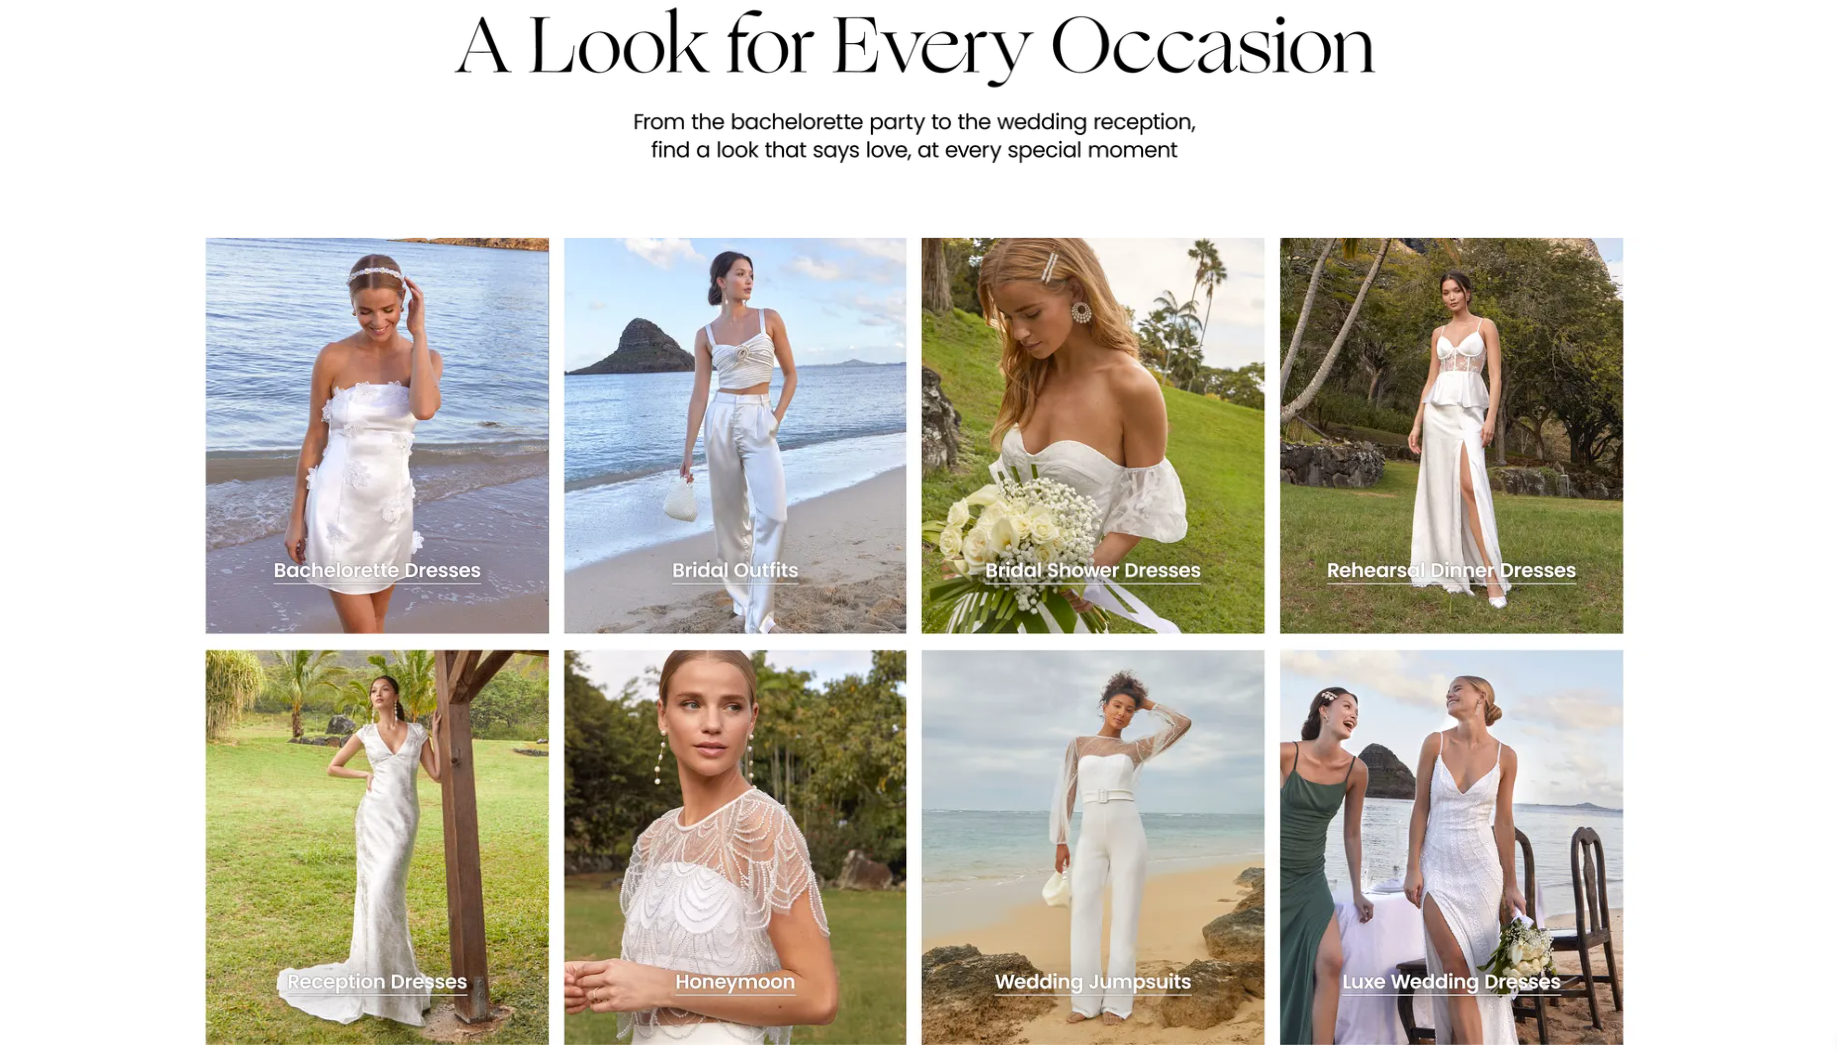 A Look for Every Occasion
From the bachelorette party to the wedding reception,
find a look that says love, at every special moment
Bachelorette Dresses
Bridal Outfits
Bridal Shower Dresses
Rehearsal Dinner Dresses
Reception Dresses
Honeymoon
Wedding Jumpsuits
Luxe Wedding Dresses